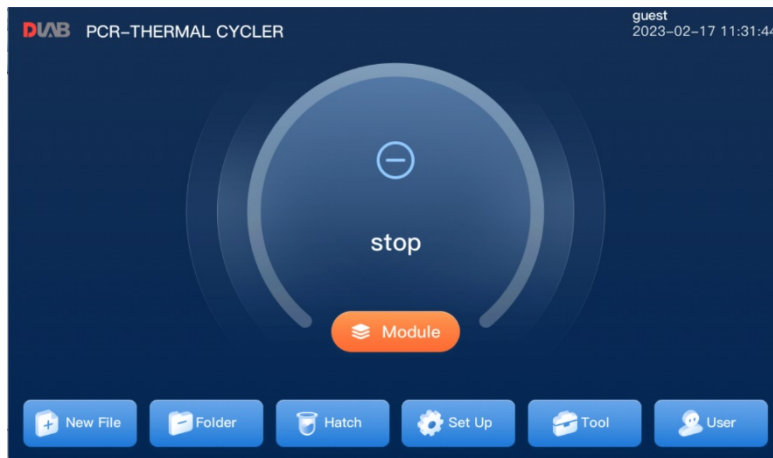 DLAB PCR-THERMAL CYCLER
guest
2023-02-17 11:31:44
stop
Module
New File
Folder
Hatch
Set Up
Tool
User